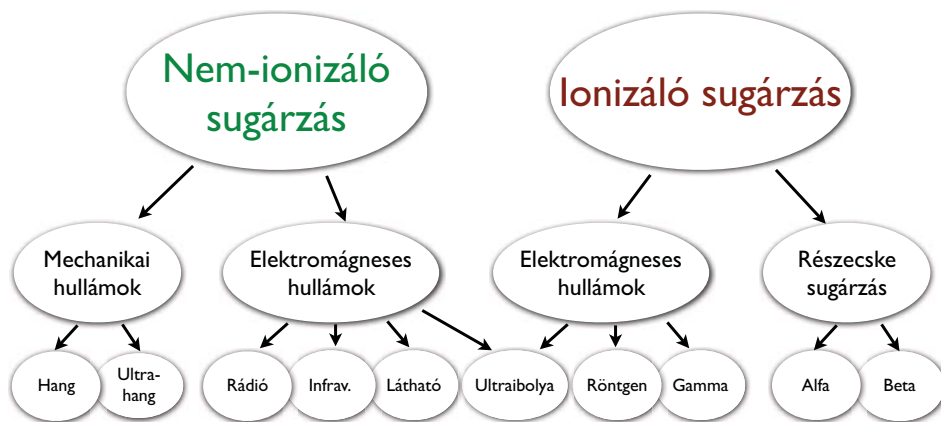 Nem-ionizáló
sugárzás
Ionizáló sugárzás
Mechanikai
hullámok
Elektromágneses
hullámok
Elektromágneses
hullámok
Részecske
sugárzás
Hang
Ultra-
hang
Rádió
Infrav.
Látható
Ultraibolya
Röntgen
Gamma
Alfa
Beta